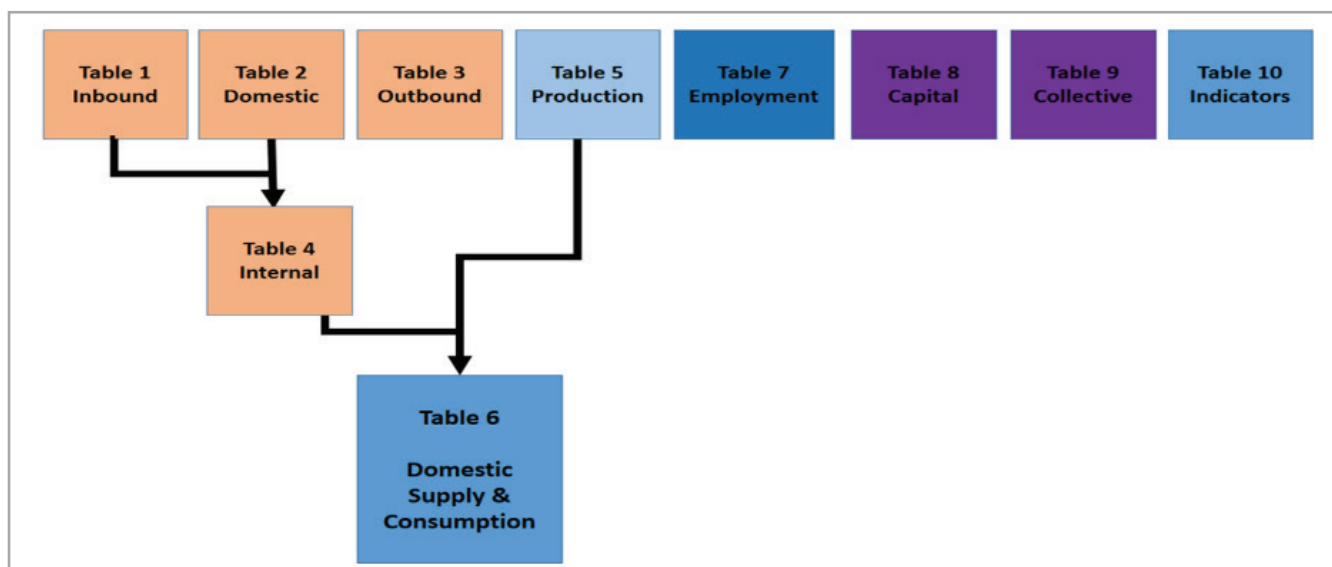 Table 1
Inbound
Table 2
Domestic
Table 3
Outbound
Table 5
Production
Table 7
Employment
Table 8
Capital
Table 9
Collective
Table 10
Indicators
Table 4
Internal
Table 6
Domestic
Supply &
Consumption